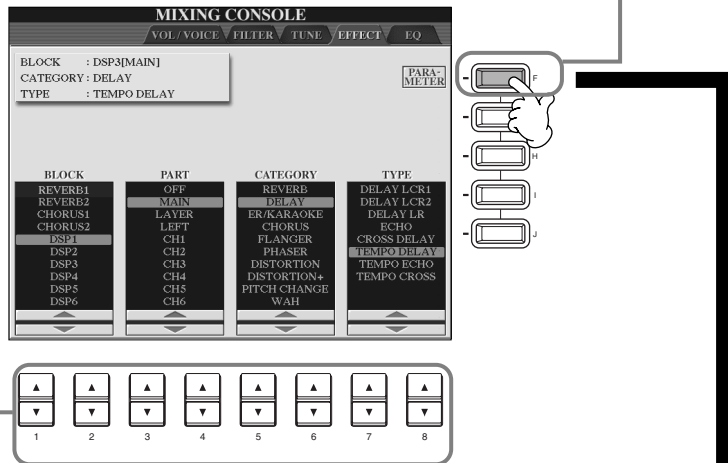 MIXING CONSOLE
VOL / VOICE FILTER TUNE EFFECT EQ
BLOCK : DSP3[MAIN]
CATEGORY : DELAY
TYPE : TEMPO DELAY
PARA-
METER
F
H
I
J
BLOCK PART CATEGORY TYPE
REVERB1 OFF REVERB DELAY LCR1
REVERB2 MAIN DELAY DELAY LCR2
CHORUS1 LAYER ER/KARAOKE DELAY LR
CHORUS2 LEFT CHORUS ECHO
DSP1 CH1 FLANGER CROSS DELAY
DSP2 CH2 PHASER TEMPO DELAY
DSP3 CH3 DISTORTION TEMPO ECHO
DSP4 CH4 DISTORTION+ TEMPO CROSS
DSP5 CH5 PITCH CHANGE
DSP6 CH6 WAH
1 2 3 4 5 6 7 8